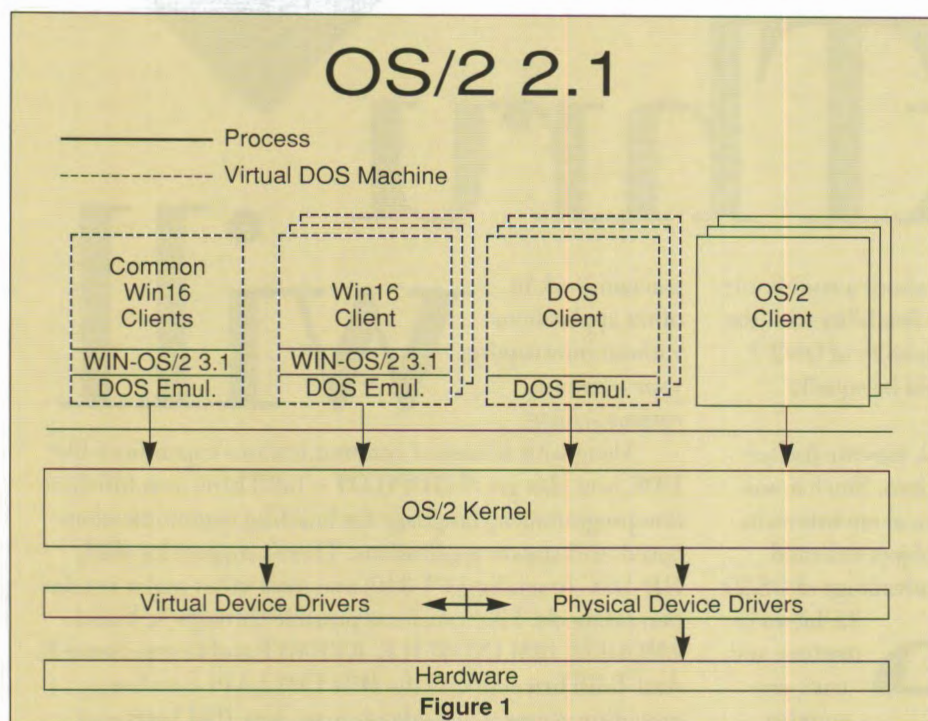 OS/2 2.1
Process
Virtual DOS Machine
Common
Win16
Clients
WIN-OS/2 3.1
DOS Emul.
Win16
Client
WIN-OS/2 3.1
DOS Emul.
DOS
Client
DOS Emul.
OS/2
Client
OS/2 Kernel
Virtual Device Drivers
Physical Device Drivers
Hardware
Figure 1